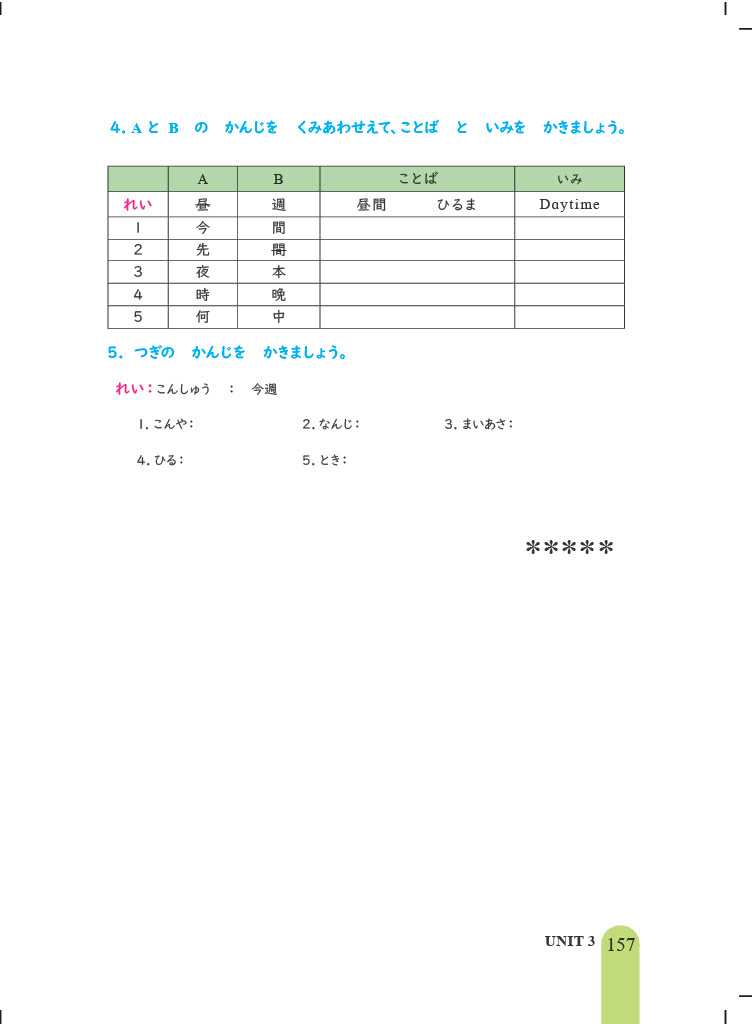 4. A と B の かんじを くみあわせえて、ことば と いみを かきましょう。
A B ことば いみ
れい 昼 週 昼間 ひるま Daytime
1 今 間
2 先 間
3 夜 本
4 時 晩
5 何 中
5. つぎの かんじを かきましょう。
れい：こんしゅう ： 今週
1. こんや： 2. なんじ： 3. まいあさ：
4. ひる： 5. とき：
*****
UNIT 3 157